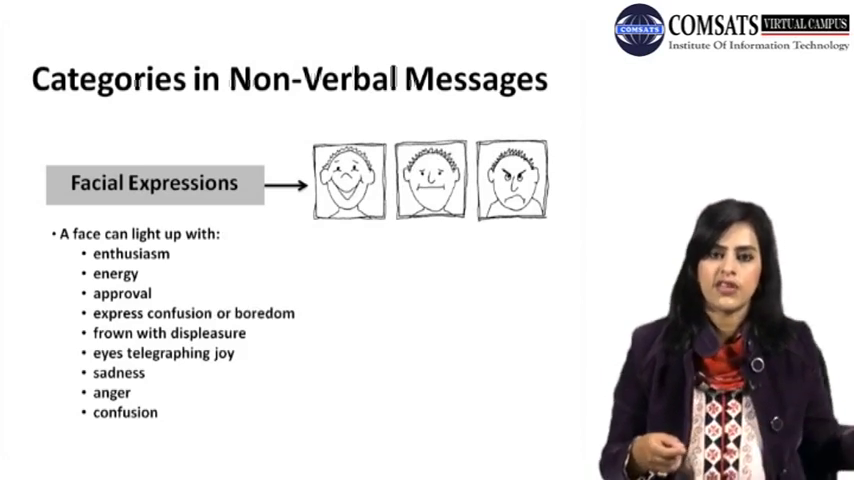 COMSATS VIRTUAL CAMPUS
COMSATS
Institute Of Information Technology
Categories in Non-Verbal Messages
Facial Expressions
• A face can light up with:
• enthusiasm
• energy
• approval
• express confusion or boredom
• frown with displeasure
• eyes telegraphing joy
• sadness
• anger
• confusion